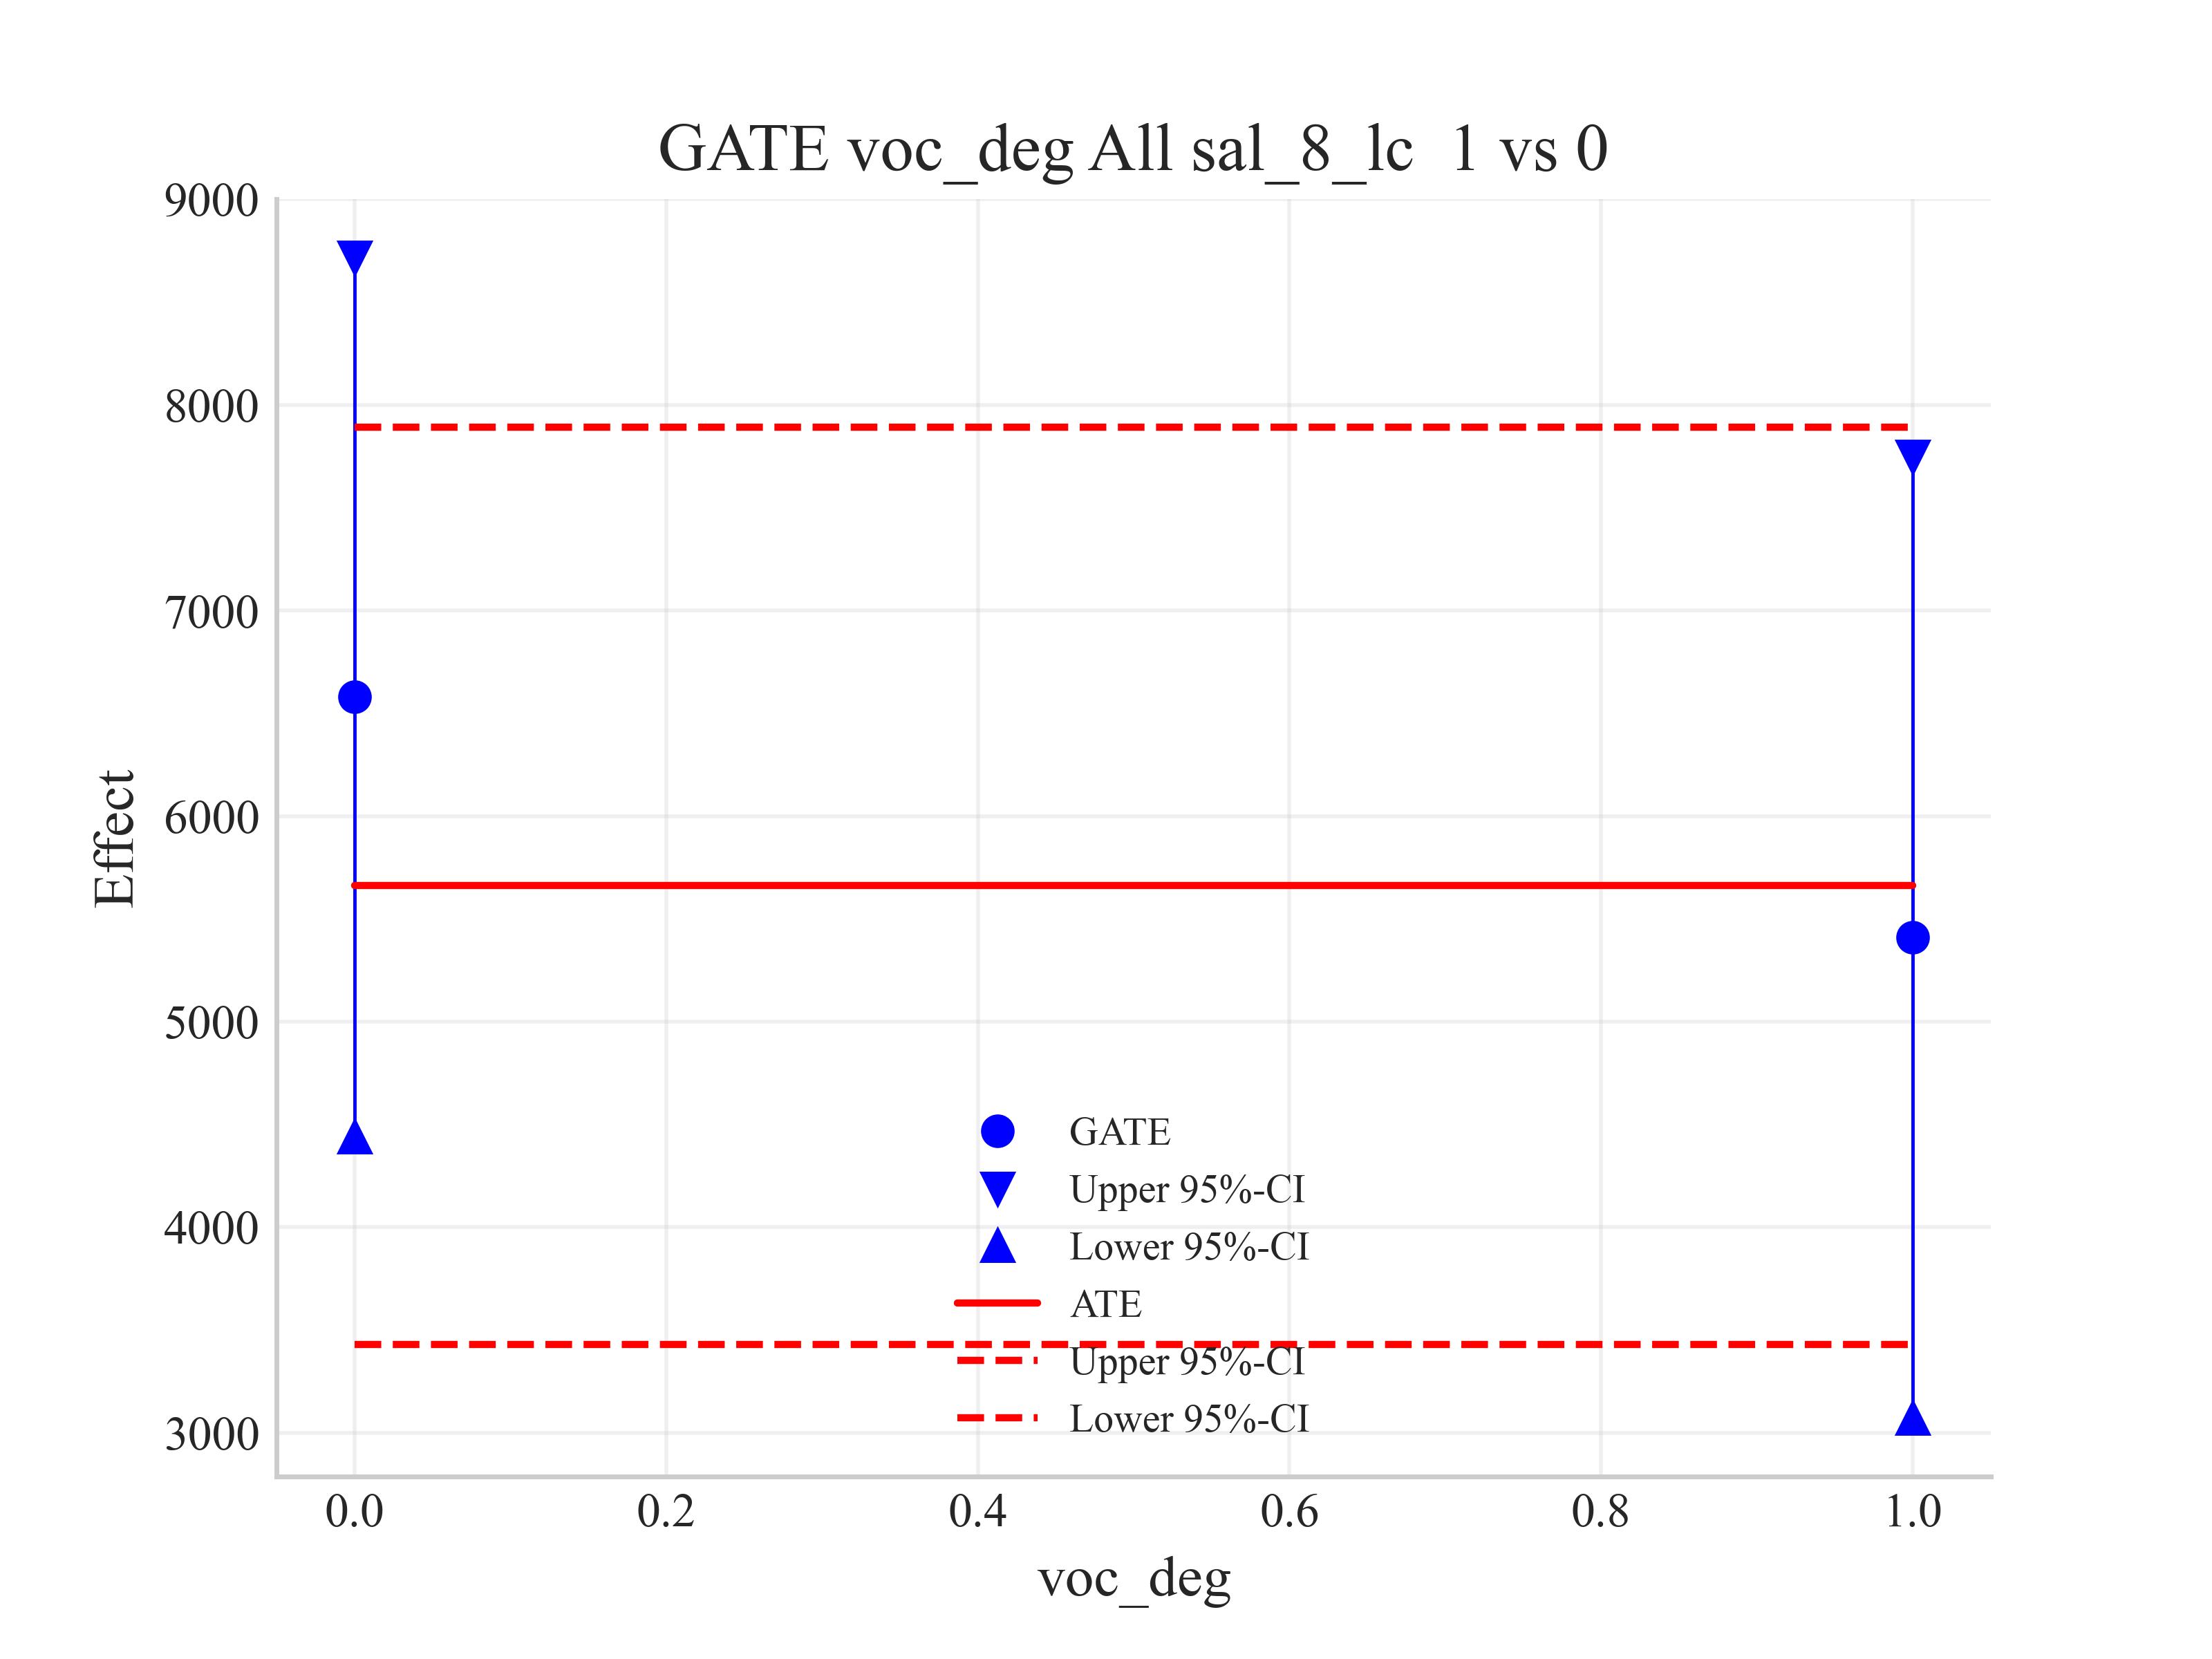 GATE voc_deg All sal_8_lc 1 vs 0
9000
8000
7000
6000
5000
4000
3000
Effect
GATE
Upper 95%-CI
Lower 95%-CI
ATE
Upper 95%-CI
Lower 95%-CI
0.0 0.2 0.4 0.6 0.8 1.0
voc_deg